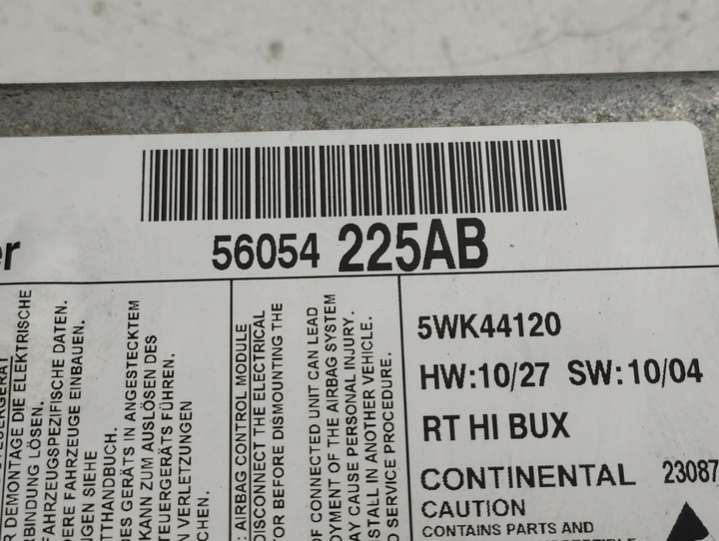 56054 225AB
5WK44120
HW:10/27 SW:10/04
RT HI BUX
CONTINENTAL 23087
CAUTION
CONTAINS PARTS AND
DEMONTAGE DIE ELEKTRISCHE
BINDUNG LÖSEN.
FAHRZEUGSPEZIFISCHE DATEN.
DERE FAHRZEUGE EINBAUEN.
GEN SIEHE
TTHANDBUCH.
DES GERÄTS IN ANGESTECKTEM
KANN ZUM AUSLÖSEN DES
TEUERGERÄTS FÜHREN.
N VERLETZUNGEN
CHEN.
: AIRBAG CONTROL MODULE
DISCONNECT THE ELECTRICAL
TOR BEFORE DISMOUNTING THE
OF CONNECTED UNIT CAN LEAD
OYMENT OF THE AIRBAG SYSTEM
AY CAUSE PERSONAL INJURY.
STALL IN ANOTHER VEHICLE.
O SERVICE PROCEDURE.